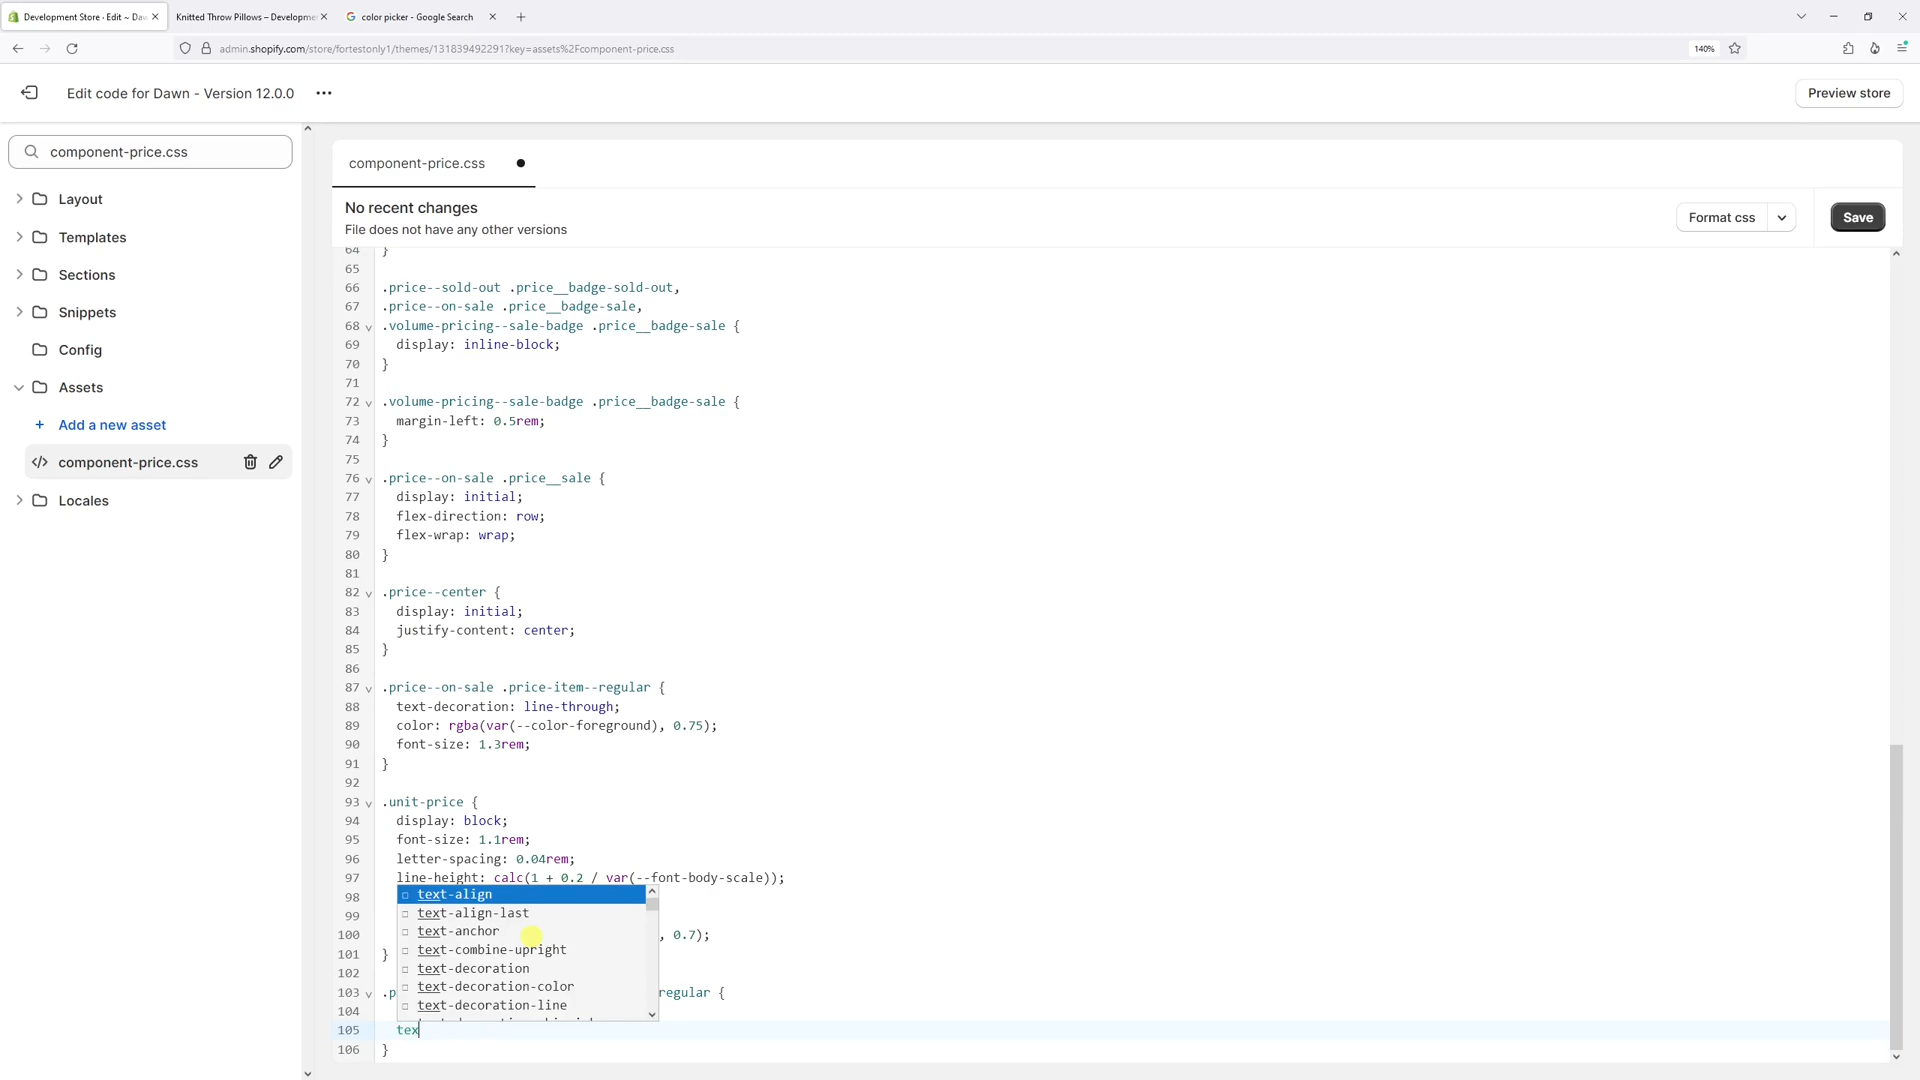 Development Store - Edit ~ Daw
Knitted Throw Pillows – Developme
color picker - Google Search
admin.shopify.com/store/fortestonly1/themes/131839492291?key=assets%2Fcomponent-price.css
140%
Edit code for Dawn - Version 12.0.0
Preview store
component-price.css
Layout
Templates
Sections
Snippets
Config
Assets
+ Add a new asset
component-price.css
Locales
component-price.css
No recent changes
File does not have any other versions
Format css
Save
64 }
65
66 .price--sold-out .price__badge-sold-out,
67 .price--on-sale .price__badge-sale,
68 .volume-pricing--sale-badge .price__badge-sale {
69 display: inline-block;
70 }
71
72 .volume-pricing--sale-badge .price__badge-sale {
73 margin-left: 0.5rem;
74 }
75
76 .price--on-sale .price__sale {
77 display: initial;
78 flex-direction: row;
79 flex-wrap: wrap;
80 }
81
82 .price--center {
83 display: initial;
84 justify-content: center;
85 }
86
87 .price--on-sale .price-item--regular {
88 text-decoration: line-through;
89 color: rgba(var(--color-foreground), 0.75);
90 font-size: 1.3rem;
91 }
92
93 .unit-price {
94 display: block;
95 font-size: 1.1rem;
96 letter-spacing: 0.04rem;
97 line-height: calc(1 + 0.2 / var(--font-body-scale));
98
99
100 , 0.7);
101 }
102
103 .p regular {
104
105 tex
106 }
text-align
text-align-last
text-anchor
text-combine-upright
text-decoration
text-decoration-color
text-decoration-line